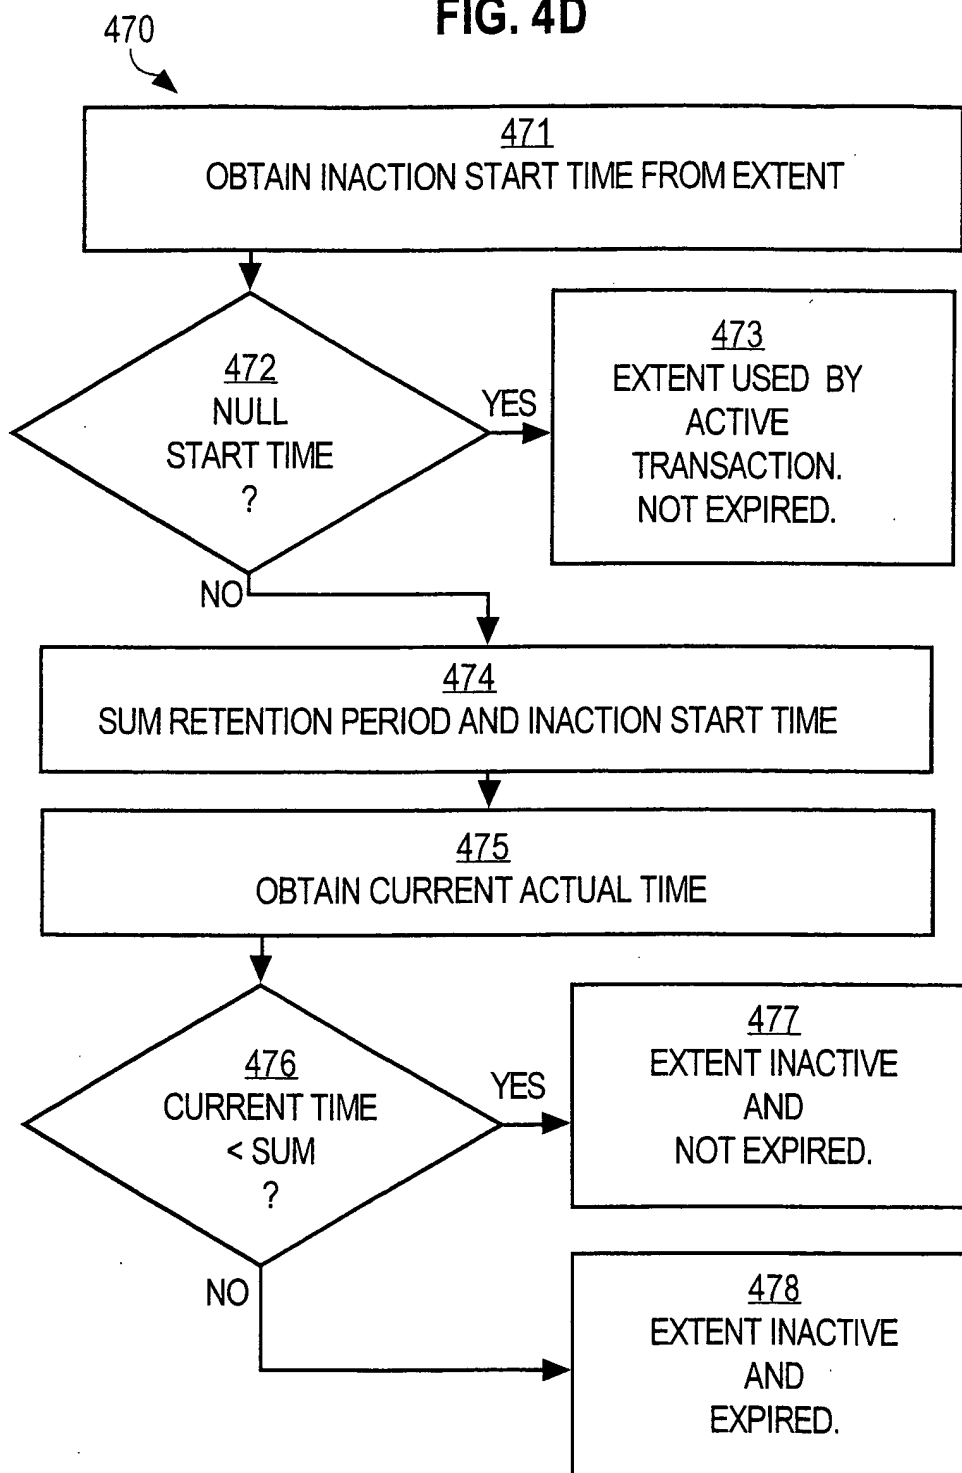 FIG. 4D
470
471
OBTAIN INACTION START TIME FROM EXTENT
472
NULL
START TIME
?
YES
473
EXTENT USED BY
ACTIVE
TRANSACTION.
NOT EXPIRED.
NO
474
SUM RETENTION PERIOD AND INACTION START TIME
475
OBTAIN CURRENT ACTUAL TIME
476
CURRENT TIME
< SUM
?
YES
477
EXTENT INACTIVE
AND
NOT EXPIRED.
NO
478
EXTENT INACTIVE
AND
EXPIRED.